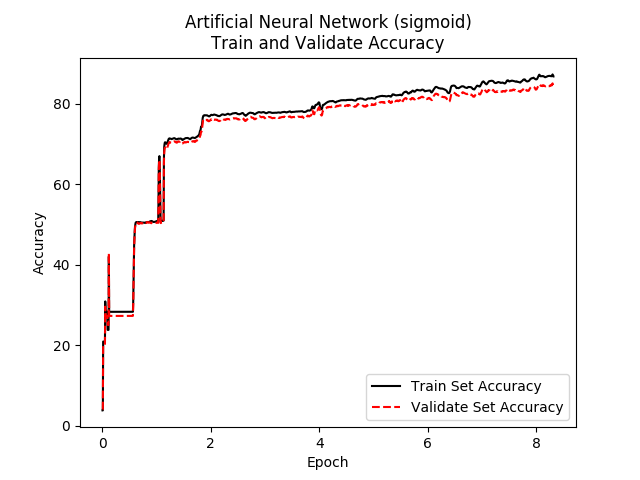 Artificial Neural Network (sigmoid)
Train and Validate Accuracy
Accuracy
80
60
40
20
0
0 2 4 6 8
Epoch
Train Set Accuracy
Validate Set Accuracy